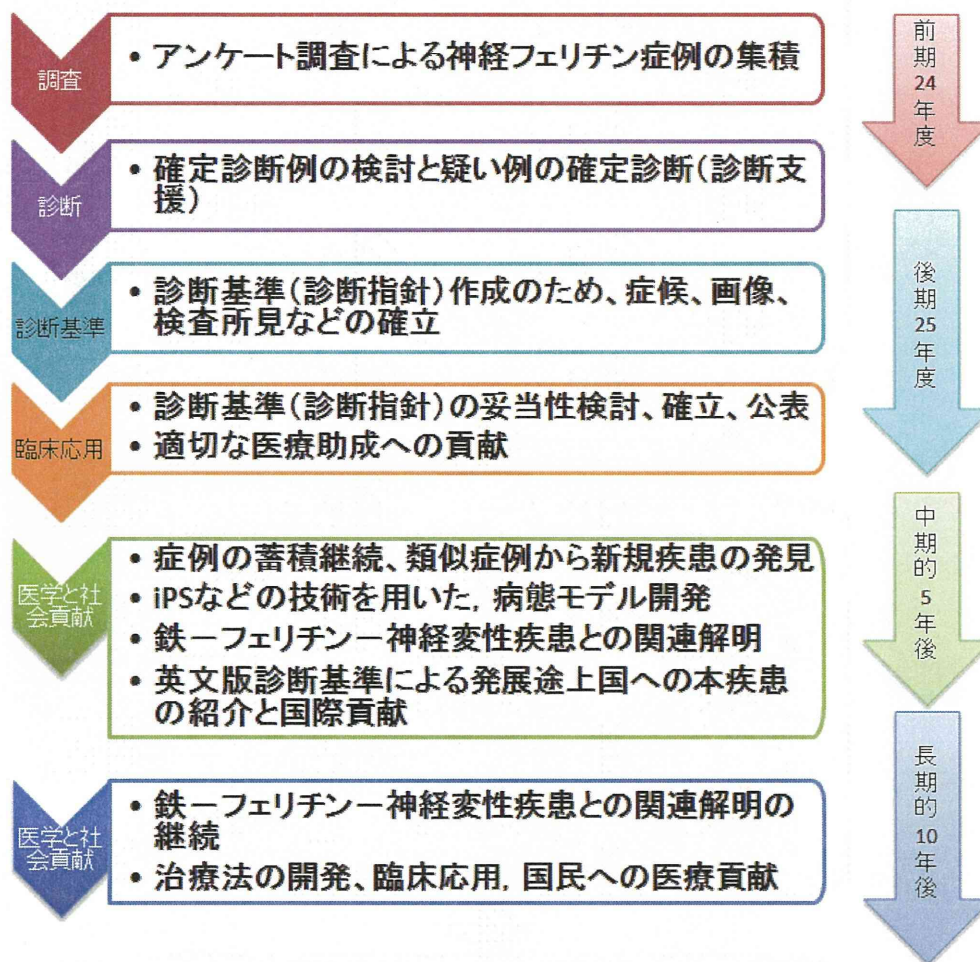 調査
• アンケート調査による神経フェリチン症例の集積
前期24年度
診断
• 確定診断例の検討と疑い例の確定診断(診断支
援)
診断基準
• 診断基準(診断指針)作成のため、症候、画像、
検査所見などの確立
後期25年度
臨床応用
• 診断基準(診断指針)の妥当性検討、確立、公表
• 適切な医療助成への貢献
医学と社
会貢献
• 症例の蓄積継続、類似症例から新規疾患の発見
• iPSなどの技術を用いた, 病態モデル開発
• 鉄ーフェリチンー神経変性疾患との関連解明
• 英文版診断基準による発展途上国への本疾患
の紹介と国際貢献
中期的5年後
医学と社
会貢献
• 鉄ーフェリチンー神経変性疾患との関連解明の
継続
• 治療法の開発、臨床応用, 国民への医療貢献
長期的10年後